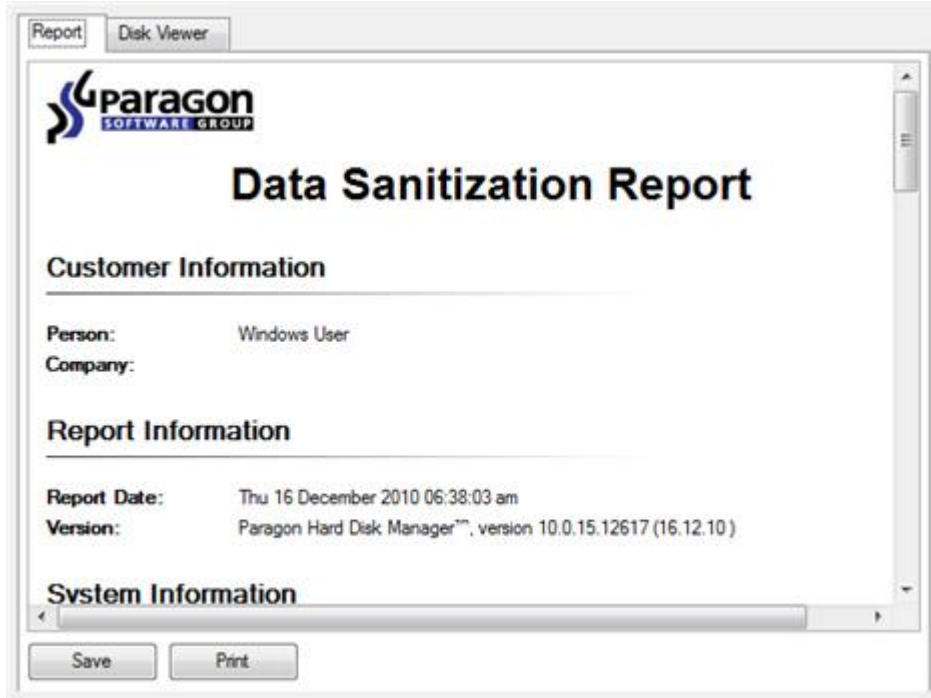 Report Disk Viewer
Paragon
SOFTWARE GROUP
Data Sanitization Report
Customer Information
Person: Windows User
Company:
Report Information
Report Date: Thu 16 December 2010 06:38:03 am
Version: Paragon Hard Disk Manager™, version 10.0.15.12617 (16.12.10 )
System Information
Save Print